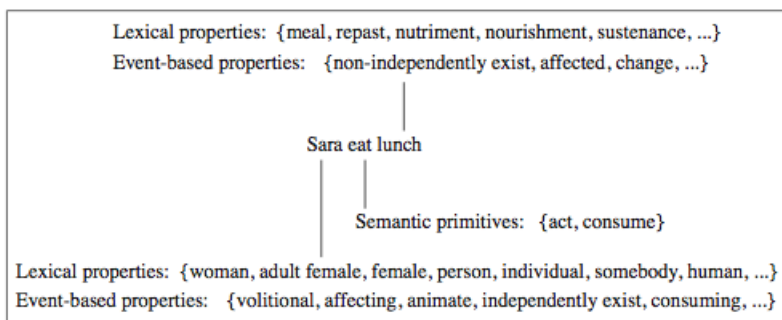 Lexical properties: {meal, repast, nutriment, nourishment, sustenance, ...}
Event-based properties: {non-independently exist, affected, change, ...}
Sara eat lunch
Semantic primitives: {act, consume}
Lexical properties: {woman, adult female, female, person, individual, somebody, human, ...}
Event-based properties: {volitional, affecting, animate, independently exist, consuming, ...}